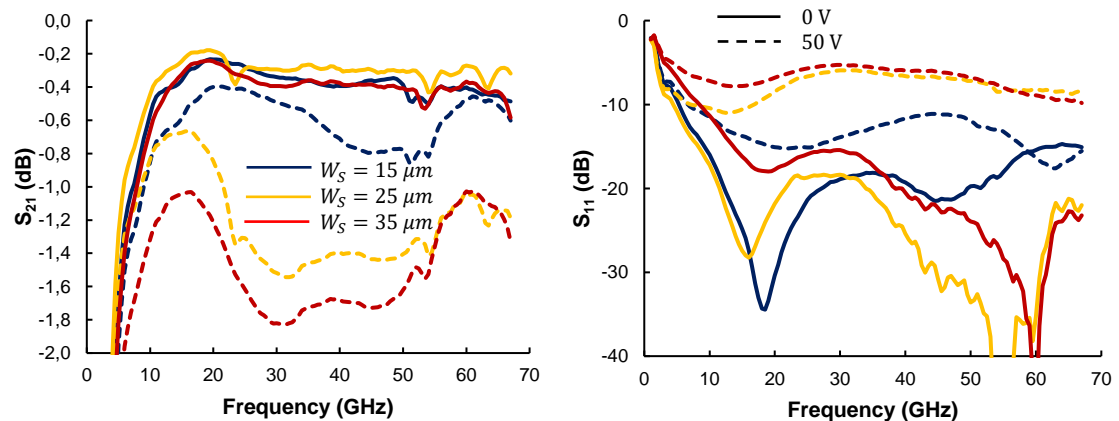 S21 (dB)
0,0
-0,2
-0,4
-0,6
-0,8
-1,0
-1,2
-1,4
-1,6
-1,8
-2,0
W_S = 15 μm
W_S = 25 μm
W_S = 35 μm
0 10 20 30 40 50 60 70
Frequency (GHz)
0 V
50 V
S11 (dB)
0
-10
-20
-30
-40
0 10 20 30 40 50 60 70
Frequency (GHz)